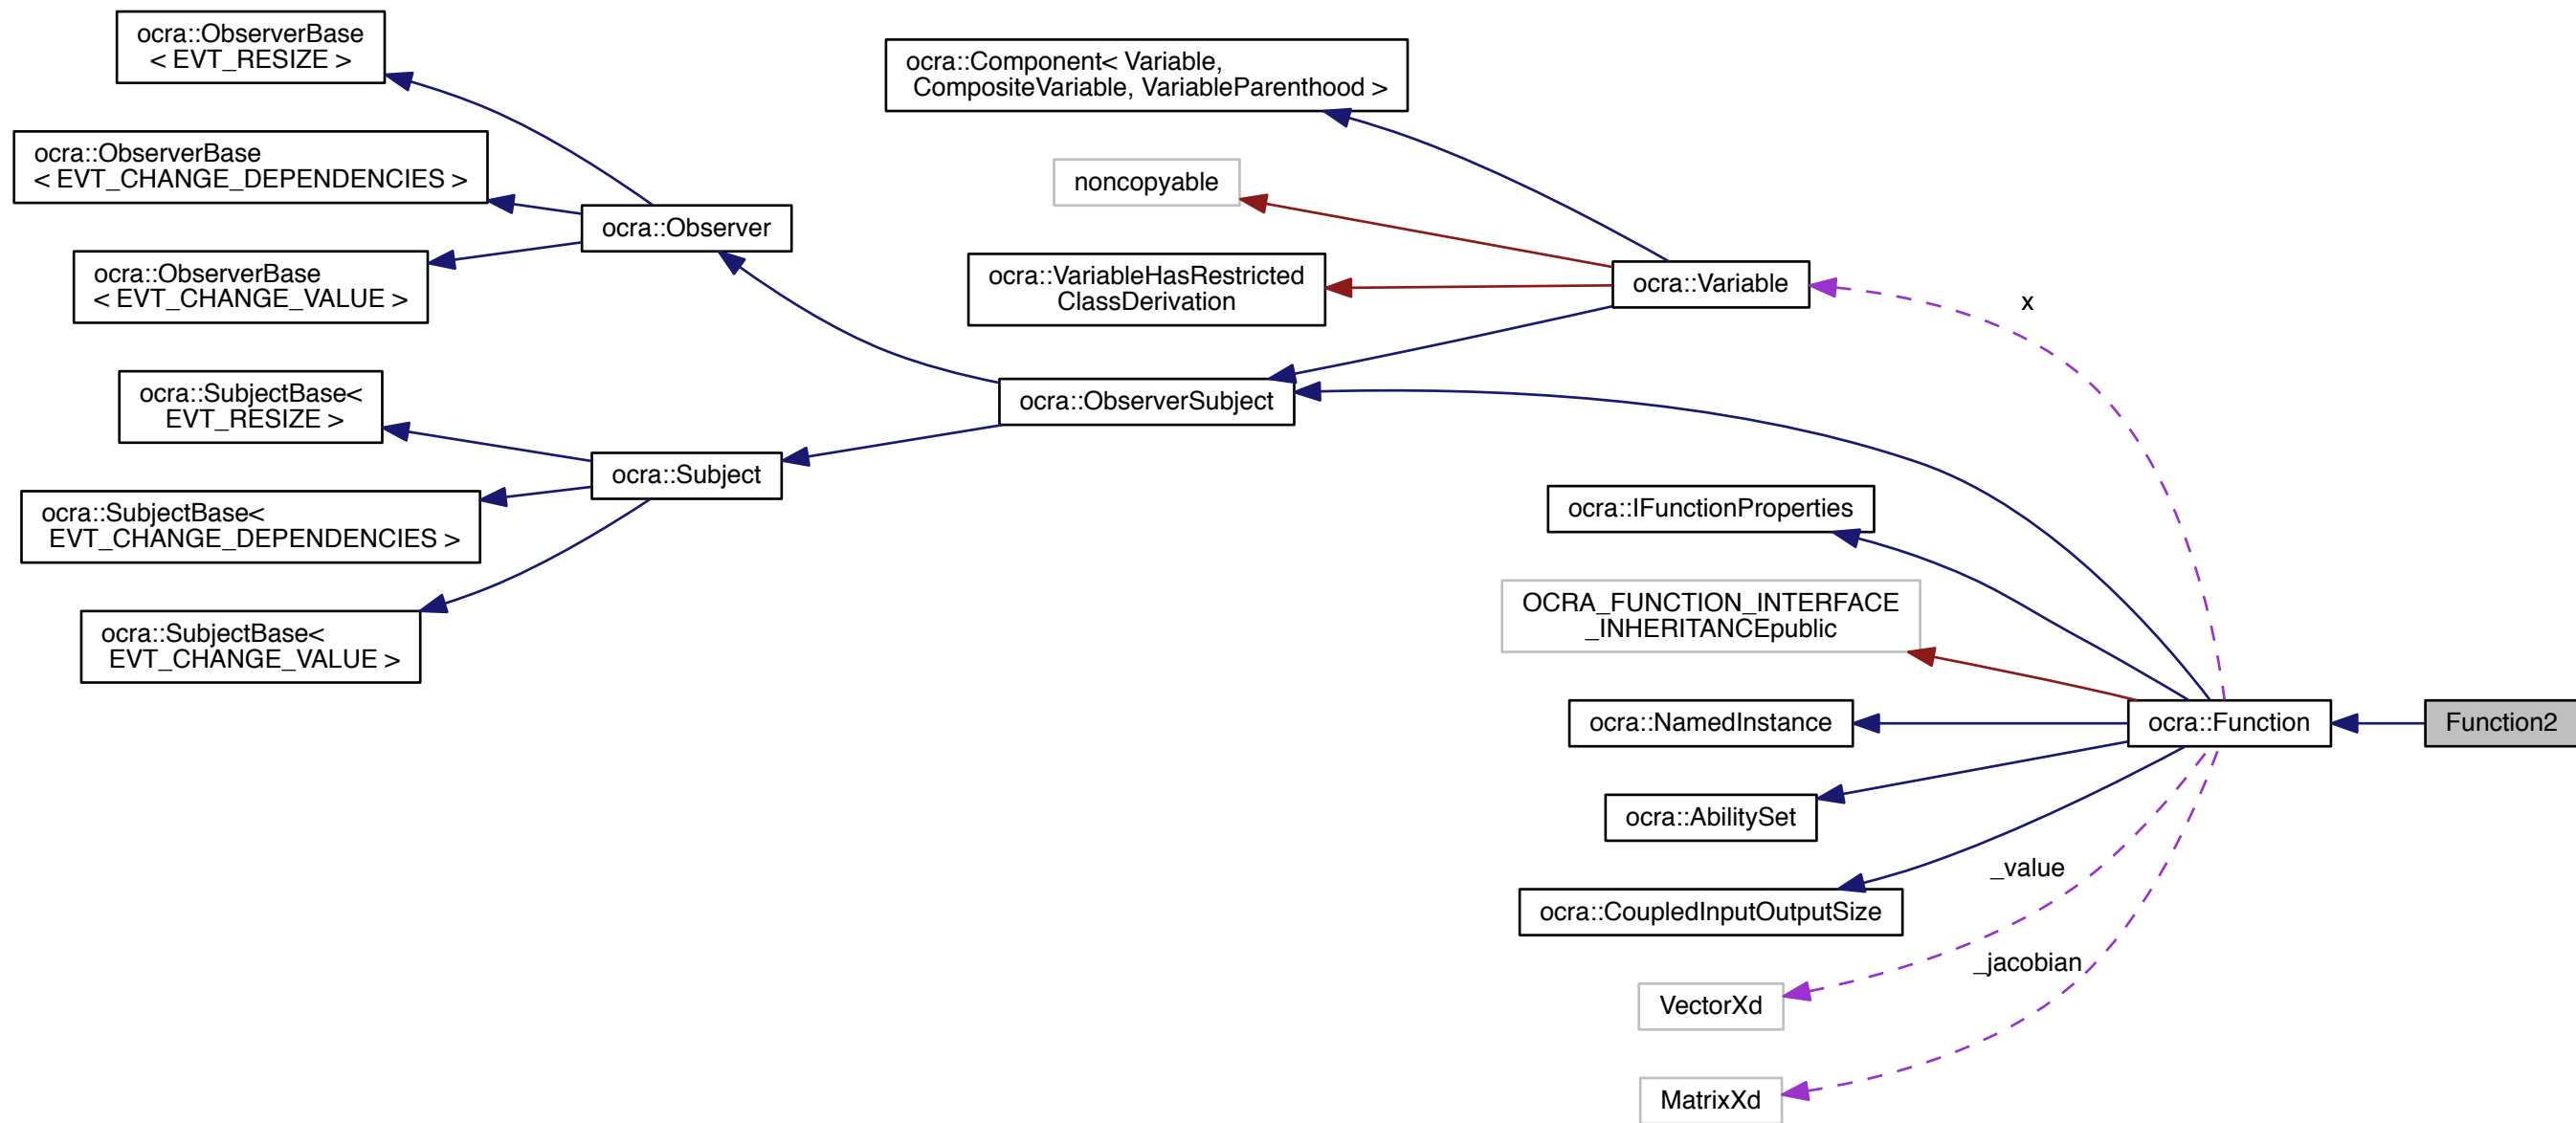 ocra::ObserverBase
< EVT_RESIZE >
ocra::ObserverBase
< EVT_CHANGE_DEPENDENCIES >
ocra::ObserverBase
< EVT_CHANGE_VALUE >
ocra::SubjectBase<
EVT_RESIZE >
ocra::SubjectBase<
EVT_CHANGE_DEPENDENCIES >
ocra::SubjectBase<
EVT_CHANGE_VALUE >
ocra::Observer
ocra::Subject
ocra::Component< Variable,
CompositeVariable, VariableParenthood >
noncopyable
ocra::VariableHasRestricted
ClassDerivation
ocra::ObserverSubject
ocra::Variable
x
ocra::IFunctionProperties
OCRA_FUNCTION_INTERFACE
_INHERITANCEpublic
ocra::NamedInstance
ocra::AbilitySet
ocra::CoupledInputOutputSize
VectorXd
MatrixXd
_value
_jacobian
ocra::Function
Function2